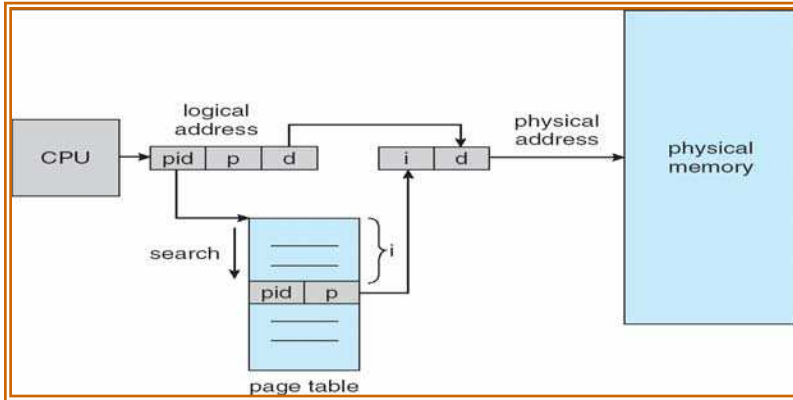 logical
address
CPU
pid p d
i d
physical
address
physical
memory
search
i
pid p
page table